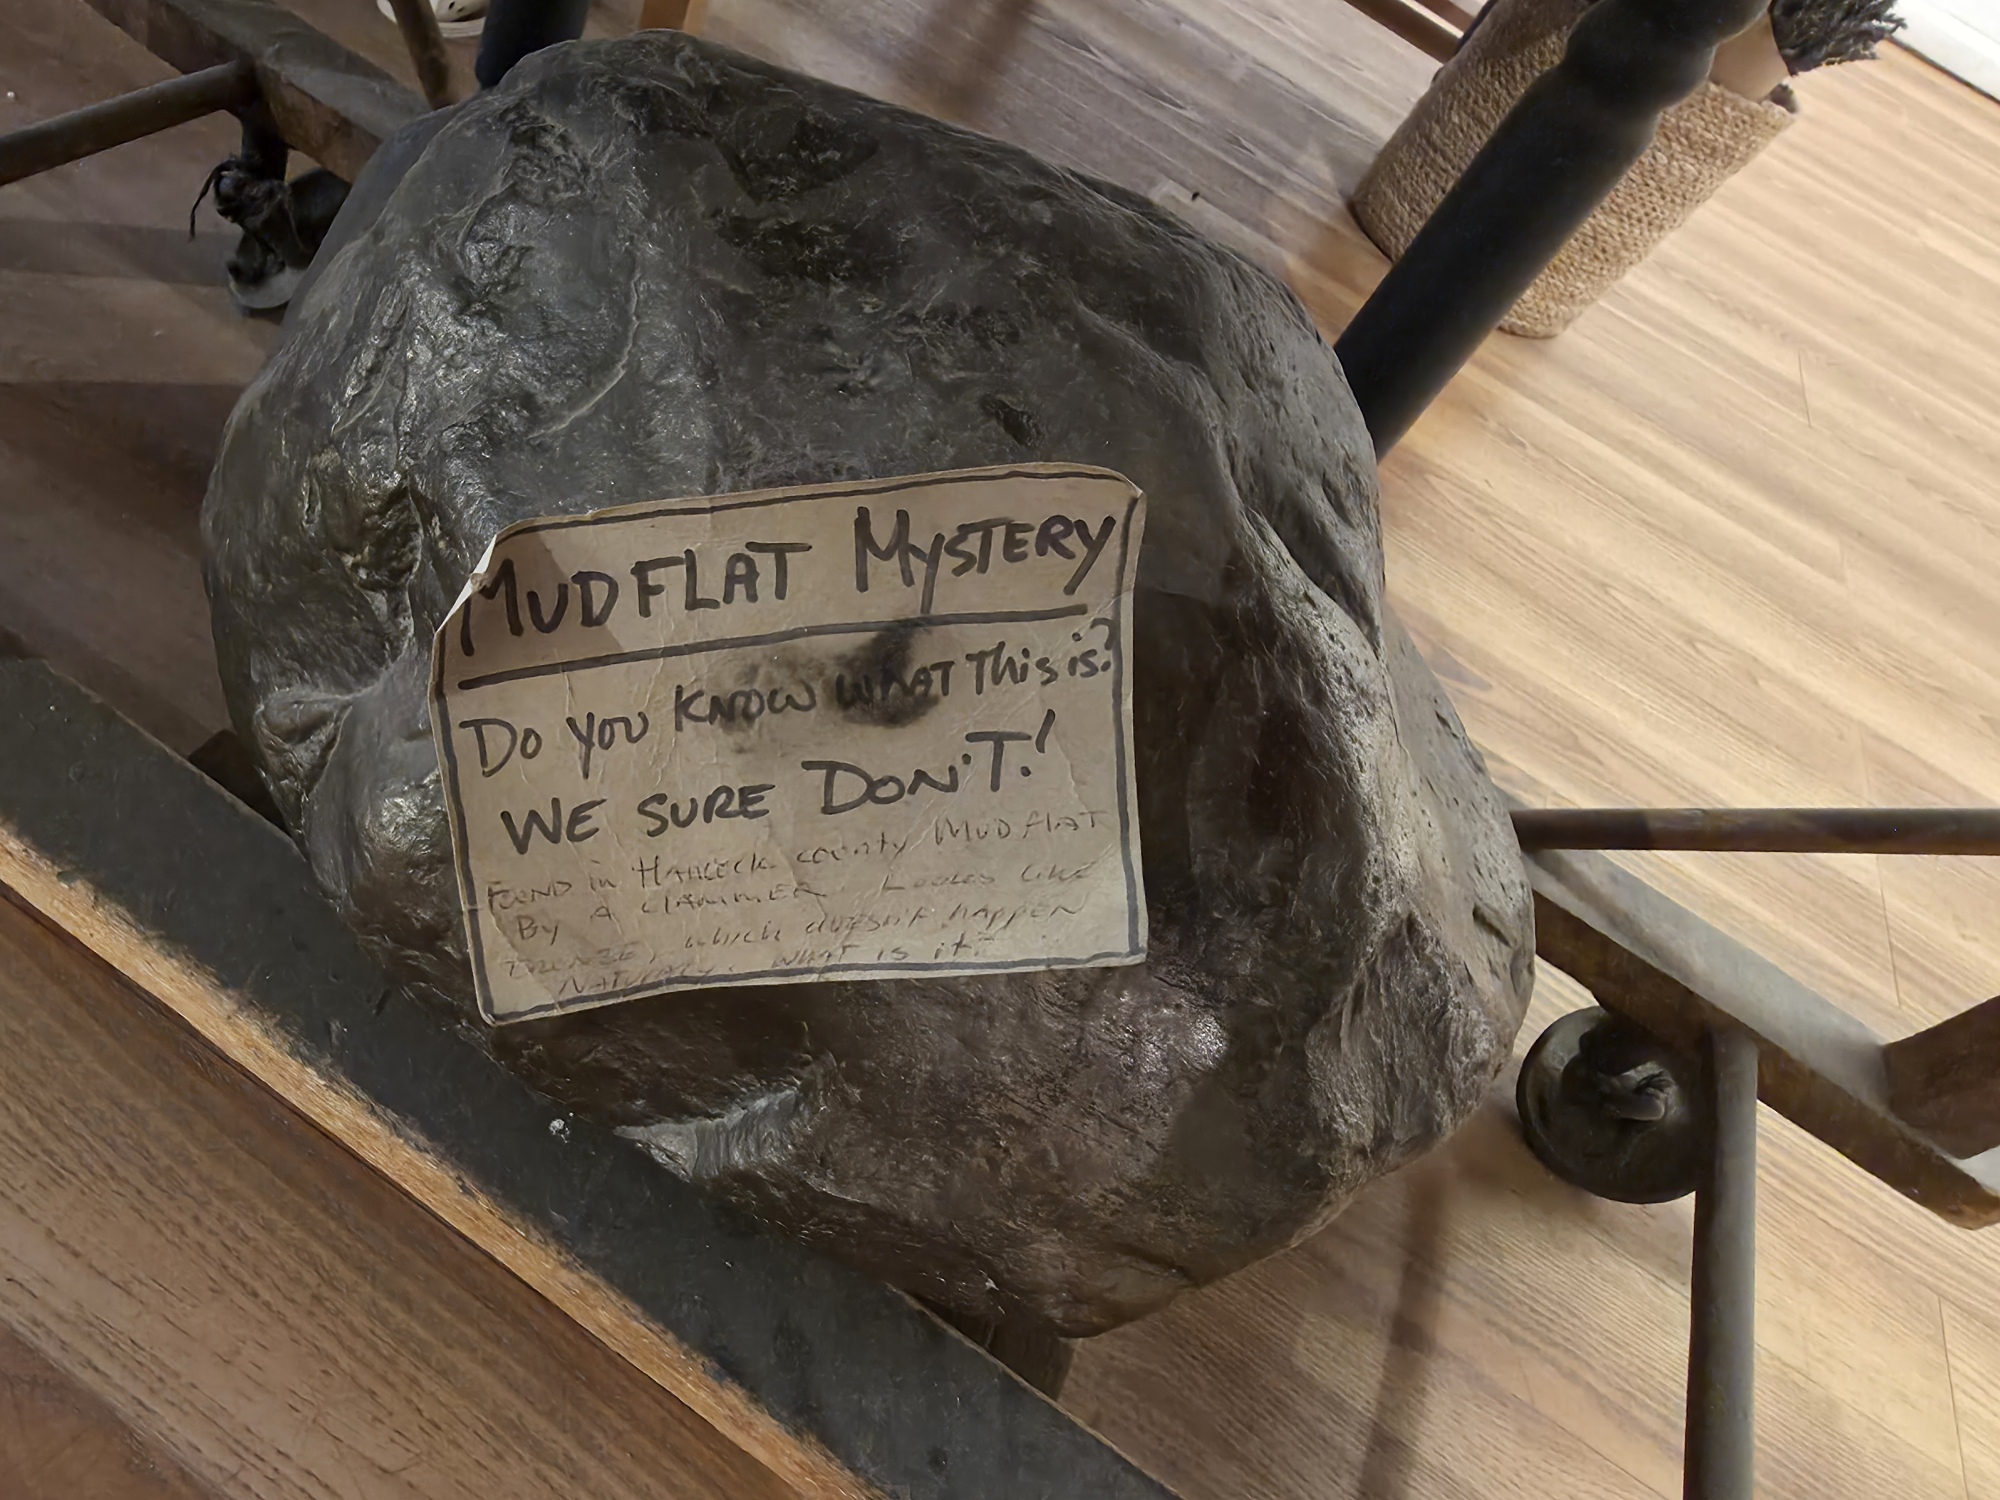 MUDFLAT MYSTERY
Do you KNOW WHAT This is?
WE SURE DON'T!
FOUND in HANCOCK county MUDFLAT
By A CLAMMER. LOOKS LIKE
BRONZE, which doesn't happen
NATURALLY. WHAT is it?